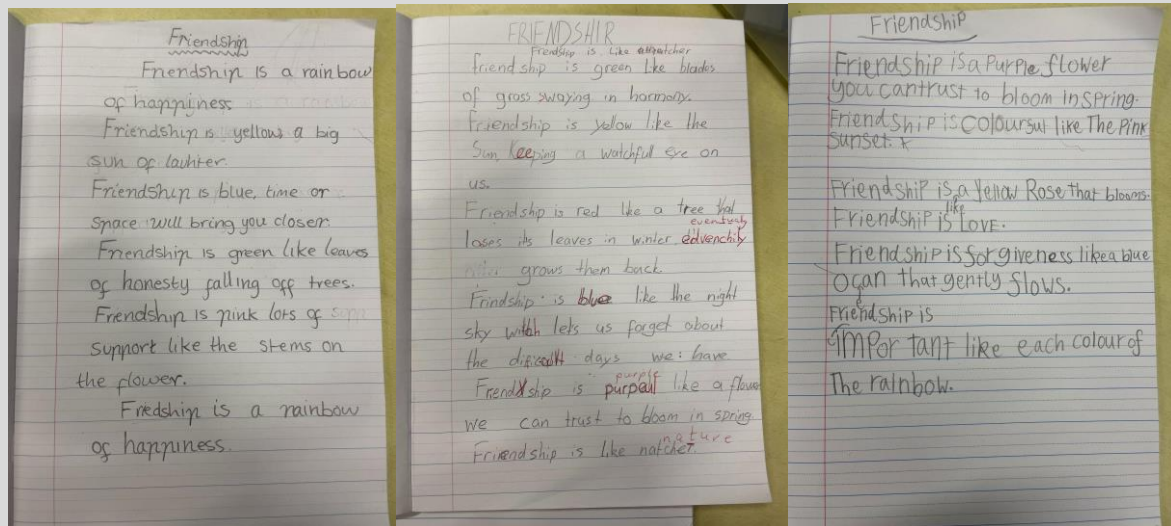 Friendship
Friendship is a rainbow
of happiness
Friendship is yellow a big
sun of lauhter.
Friendship is blue, time or
space will bring you closer.
Friendship is green like leaves
of honesty falling off trees.
Friendship is pink lots of
support like the stems on
the flower.
Fredship is a rainbow
of happiness.
FRIENDSHIP
Frendship is like
friendship is green like blades
of grass swaying in harmony.
Friendship is yellow like the
Sun, Keeping a watchful eye on
us.
Friendship is red like a tree that
eventualy
loses its leaves in winter edvenchily
grows them back
Frindship is blue like the night
sky witch lets us forget about
the difficult days we have
purple
Frendship is like a flower
we can trust to bloom in spring
nature
Friendship is like natcher.
Friendship
Friendship is a Purple flower
you can trust to bloom in spring.
Friendship is colourful like The Pink
sunset.
Friendship is a Yellow Rose that blooms.
like
Friendship is LOVE.
Friendship is forgiveness like a blue
ocan that gently flows.
Friendship is
impor tant like each colour of
The rainbow.